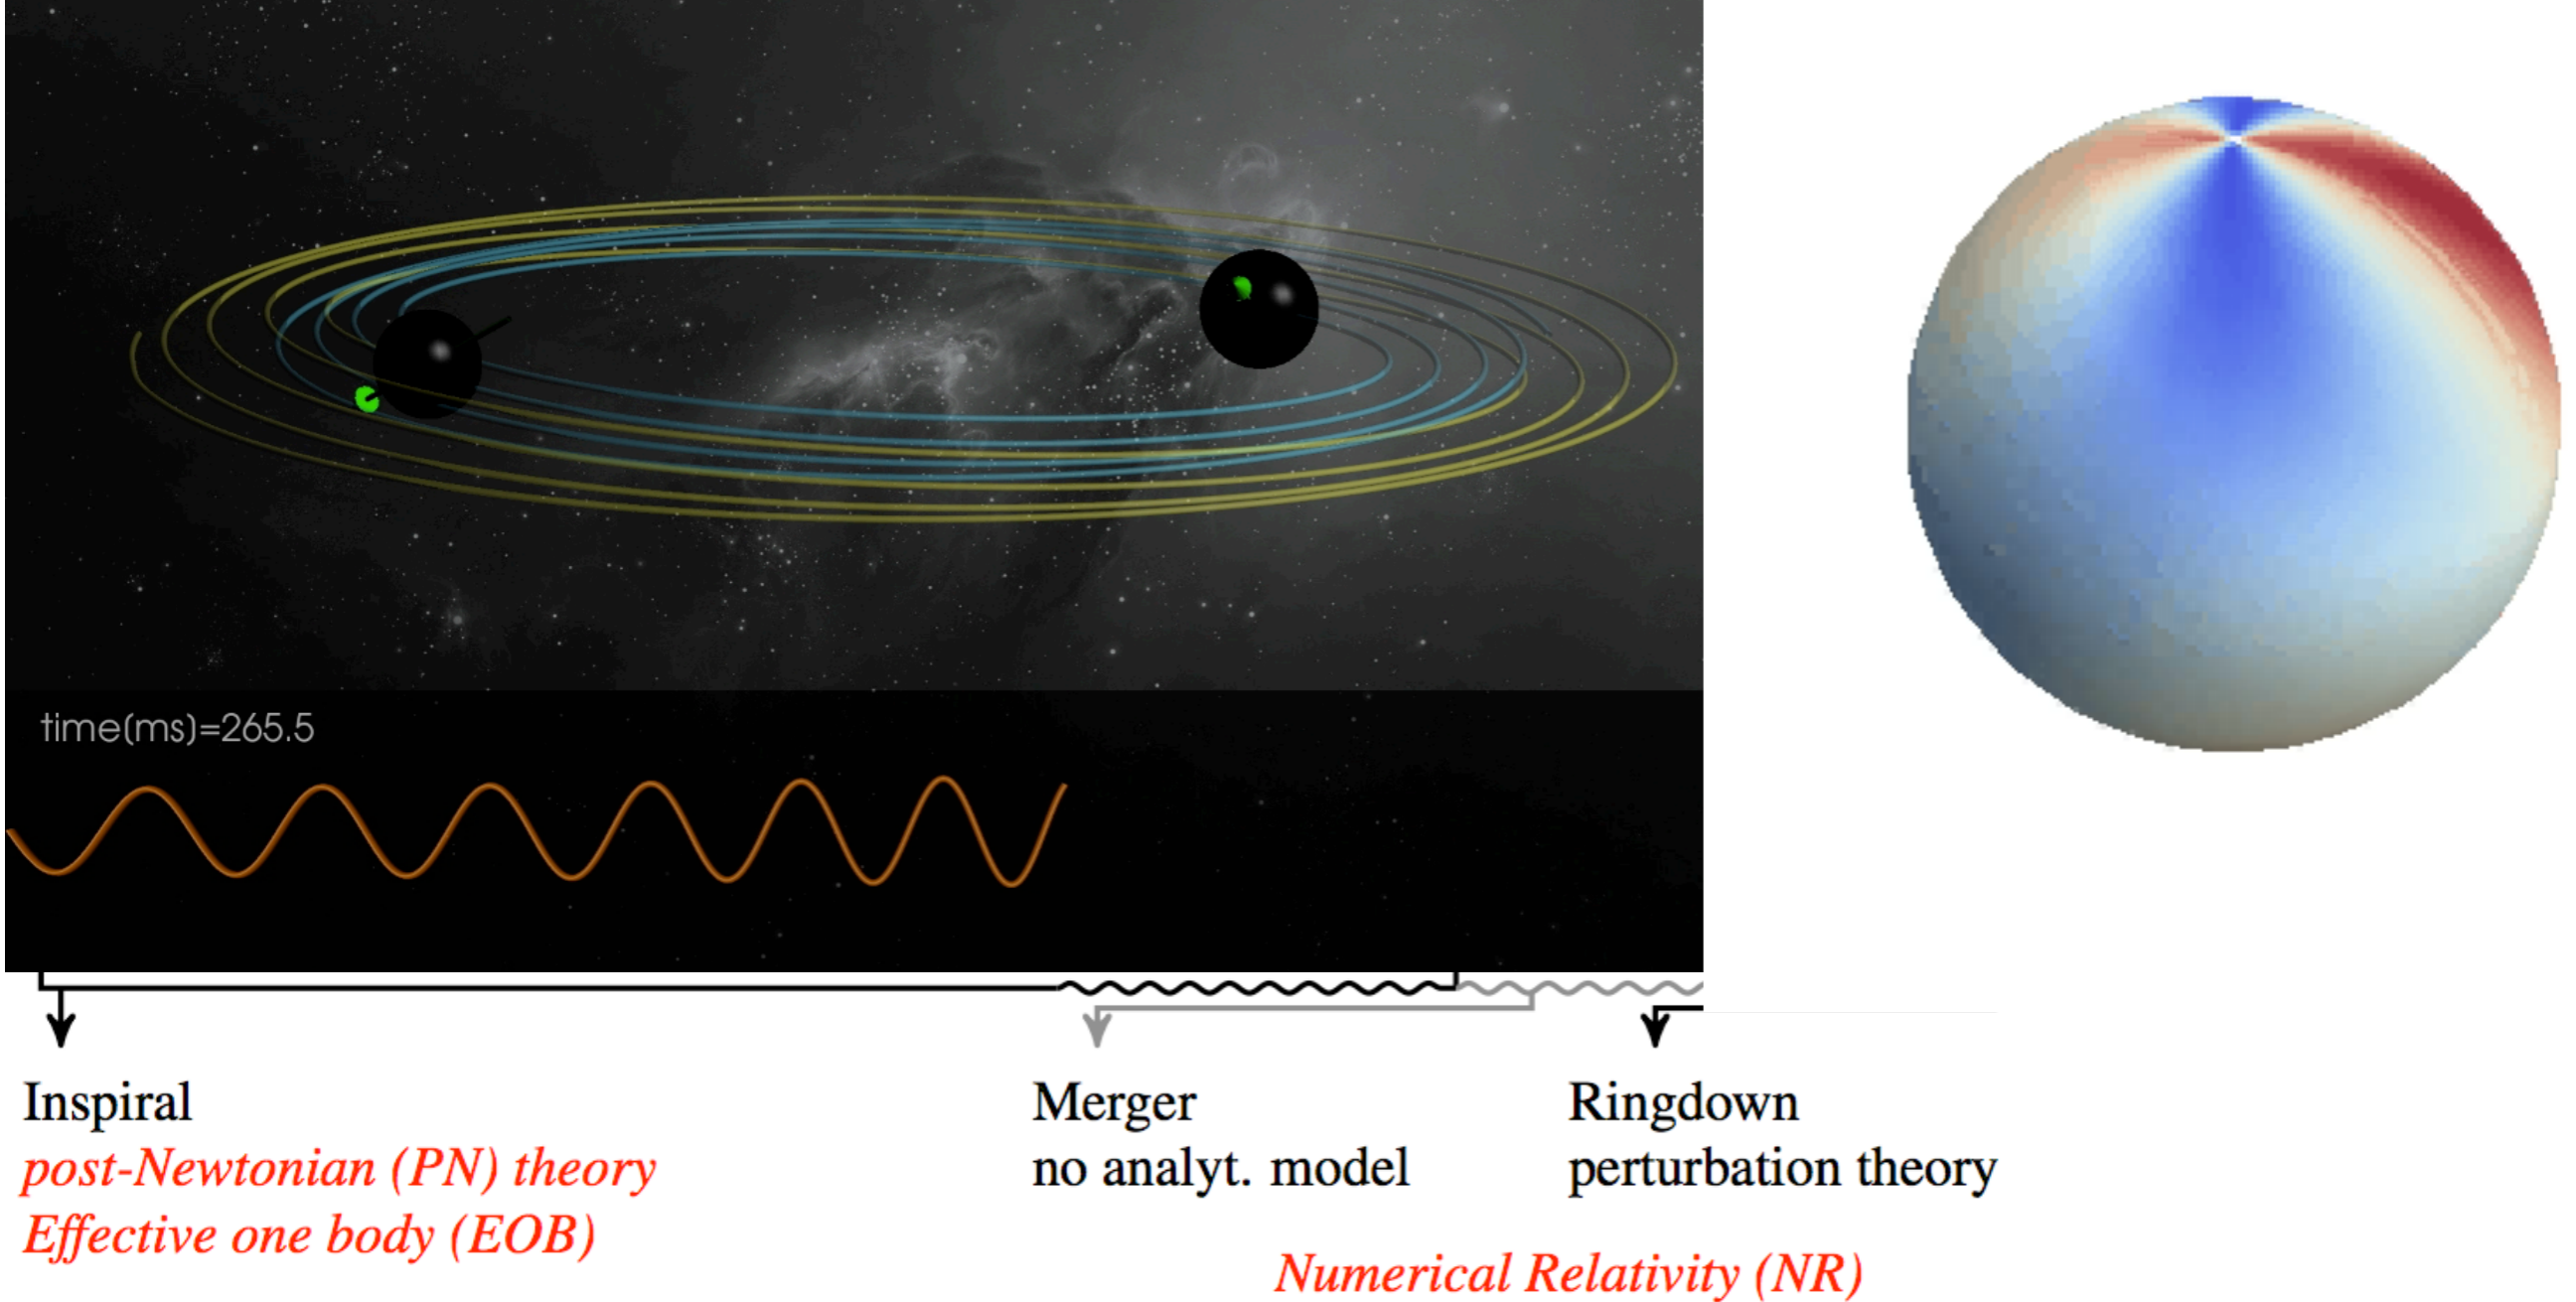 time(ms)=265.5
Inspiral
post-Newtonian (PN) theory
Effective one body (EOB)
Merger
no analyt. model
Ringdown
perturbation theory
Numerical Relativity (NR)